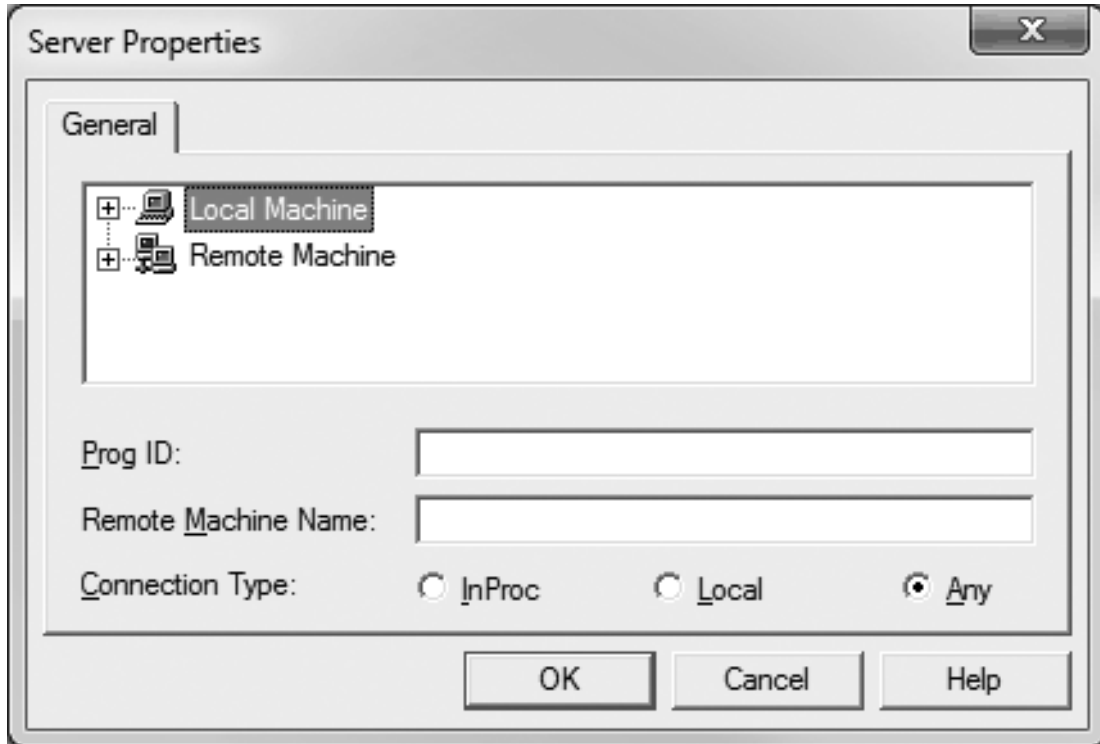 Server Properties
General
Local Machine
Remote Machine
Prog ID:
Remote Machine Name:
Connection Type: InProc Local Any
OK Cancel Help